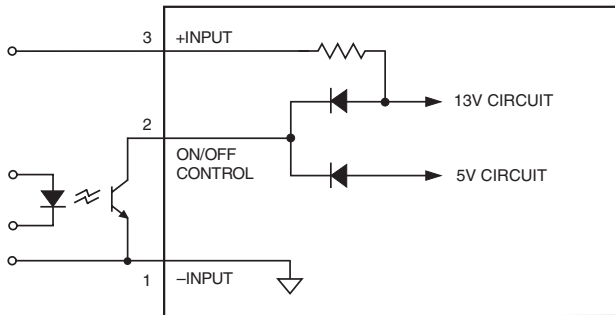 3 +INPUT
13V CIRCUIT
2
ON/OFF
CONTROL
5V CIRCUIT
1 –INPUT